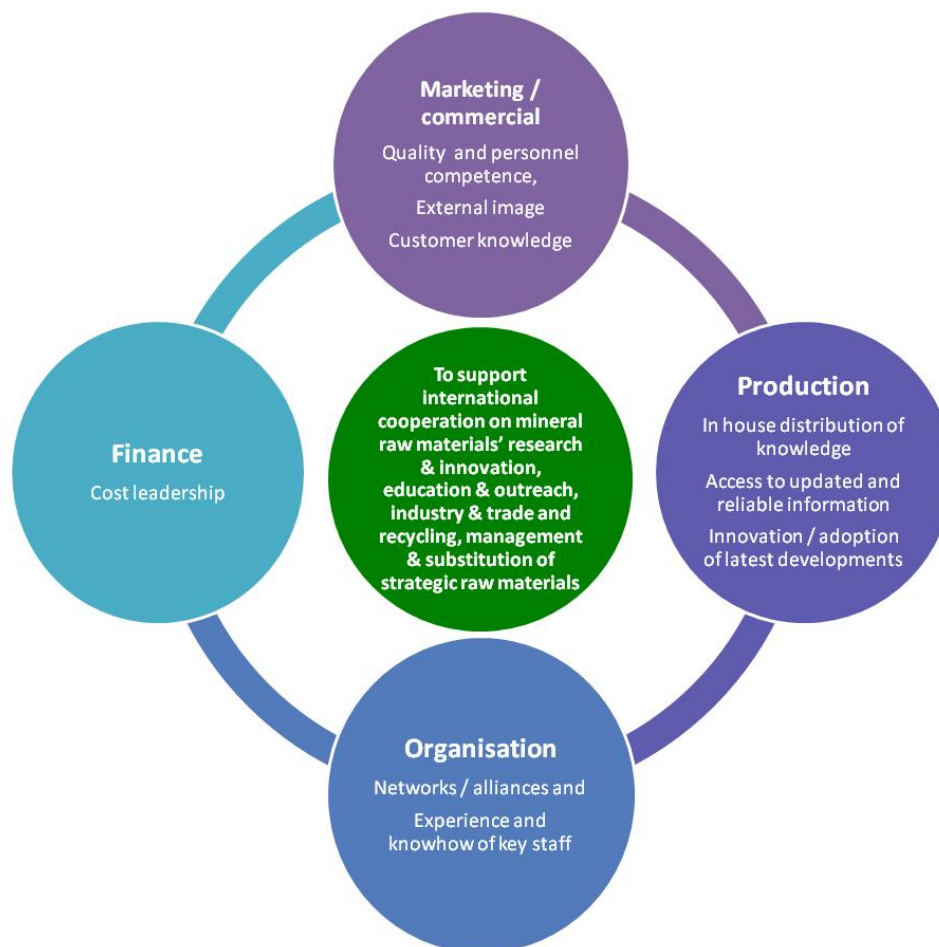 Marketing /
commercial
Quality and personnel
competence,
External image
Customer knowledge
To support
international
cooperation on mineral
raw materials’ research
& innovation,
education & outreach,
industry & trade and
recycling, management
& substitution of
strategic raw materials
Production
In house distribution of
knowledge
Access to updated and
reliable information
Innovation / adoption
of latest developments
Finance
Cost leadership
Organisation
Networks / alliances and
Experience and
knowhow of key staff